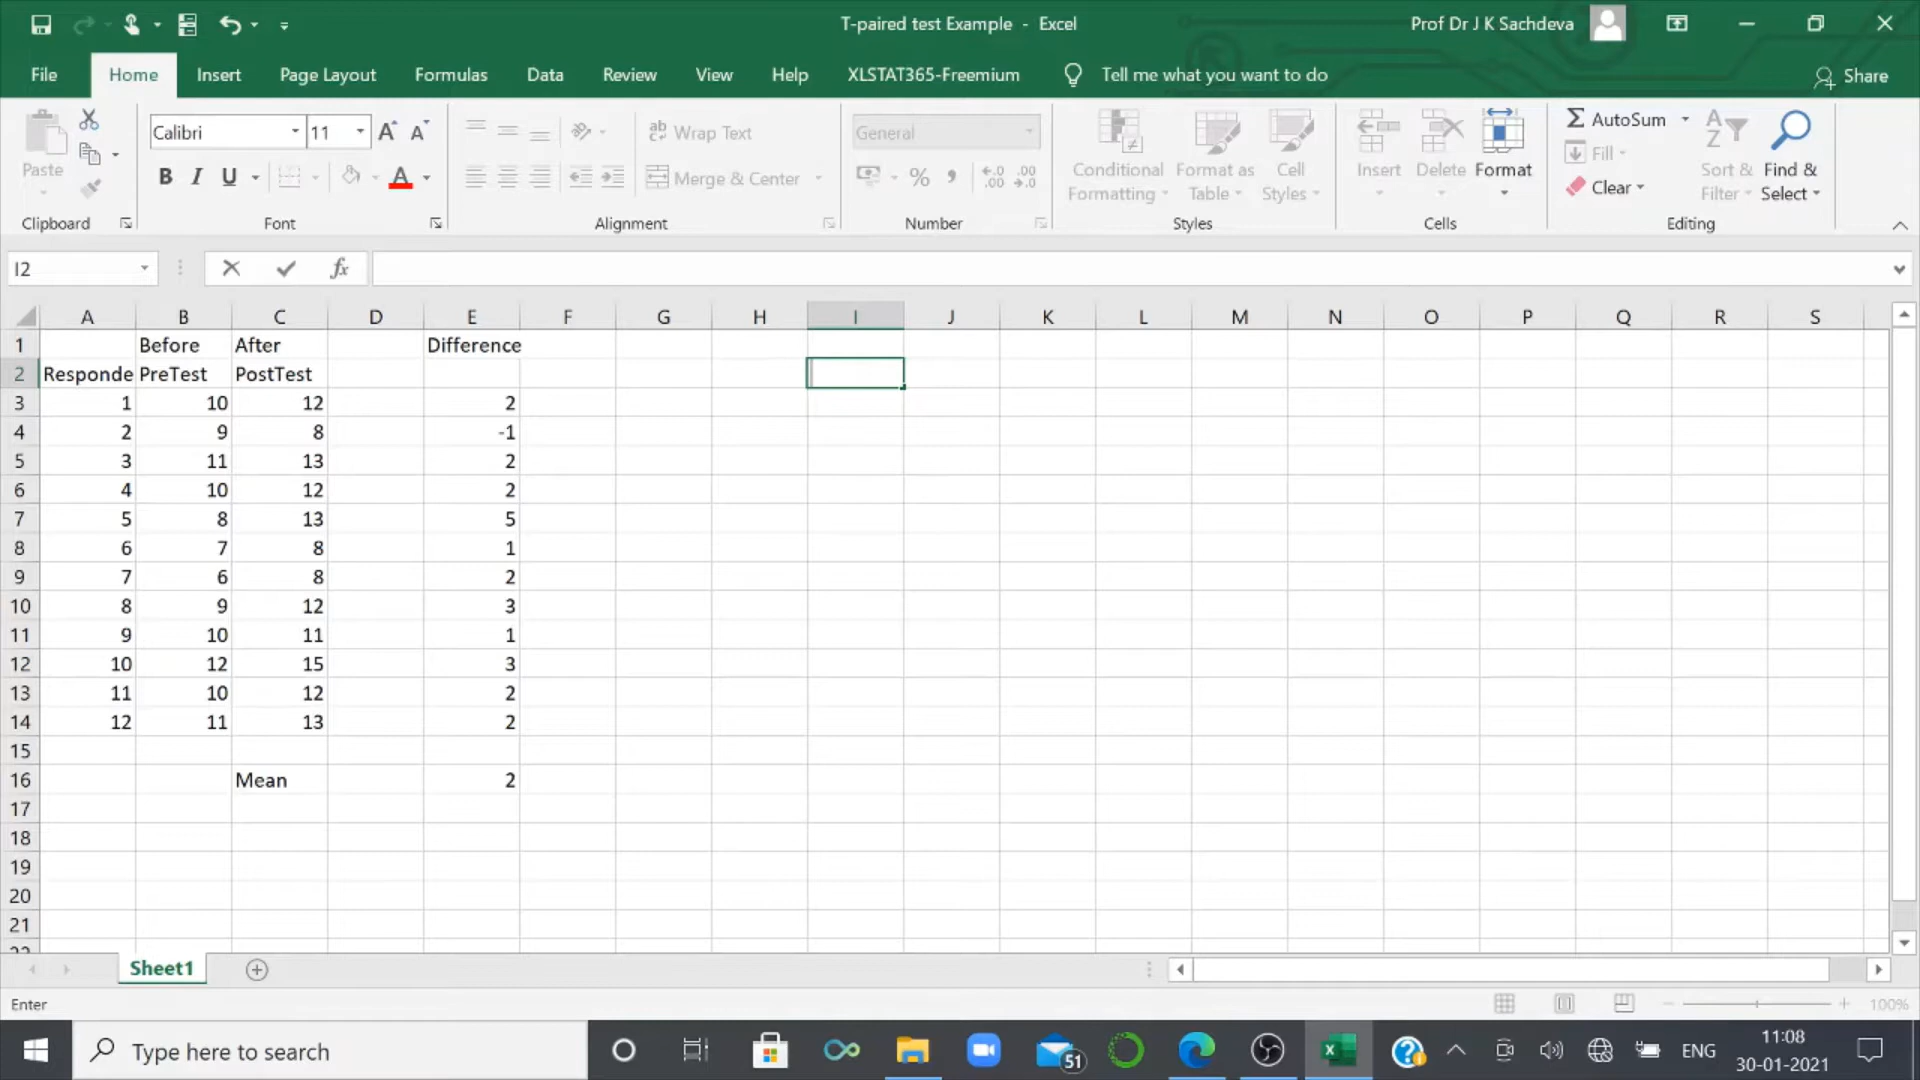 T-paired test Example - Excel
Prof Dr J K Sachdeva
File Home Insert Page Layout Formulas Data Review View Help XLSTAT365-Freemium Tell me what you want to do Share
Paste
Clipboard
Calibri 11
B I U
Font
ab Wrap Text
Merge & Center
Alignment
General
Number
Conditional Formatting
Format as Table
Cell Styles
Styles
Insert Delete Format
Cells
AutoSum
Fill
Clear
Sort & Filter
Find & Select
Editing
I2 fx
A B C D E F G H I J K L M N O P Q R S
1 Before After Difference
2 Responde PreTest PostTest
3 1 10 12 2
4 2 9 8 -1
5 3 11 13 2
6 4 10 12 2
7 5 8 13 5
8 6 7 8 1
9 7 6 8 2
10 8 9 12 3
11 9 10 11 1
12 10 12 15 3
13 11 10 12 2
14 12 11 13 2
15
16 Mean 2
17
18
19
20
21
22
Sheet1
Enter
100%
Type here to search
51
ENG
11:08
30-01-2021